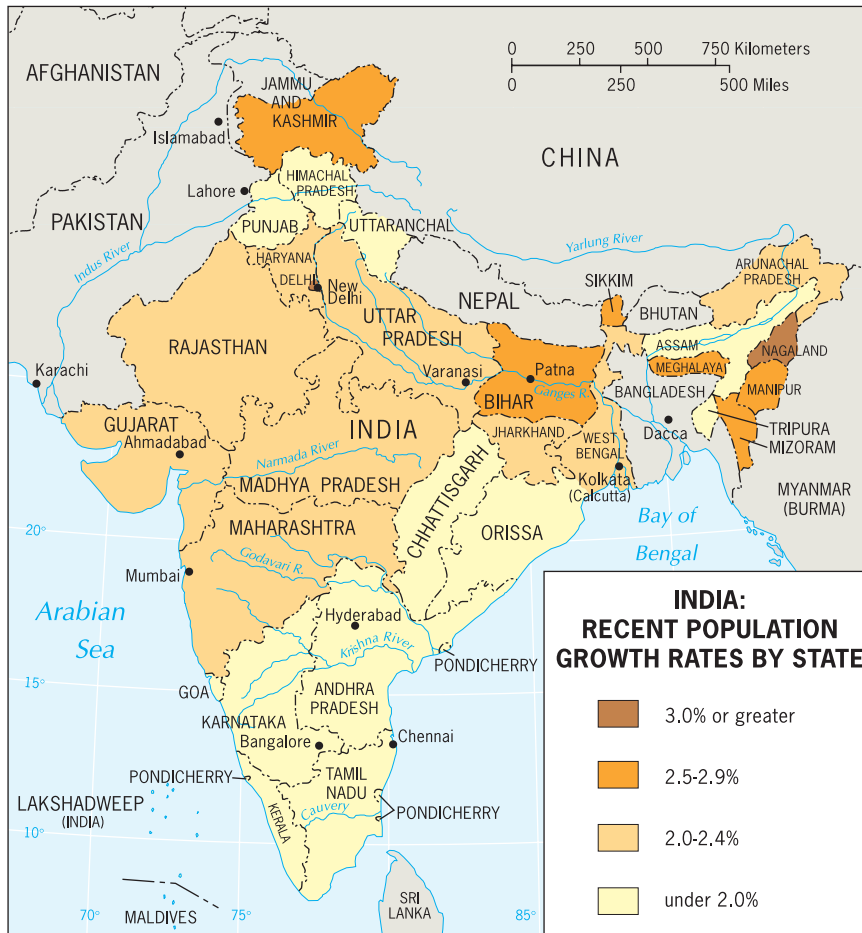 0 250 500 750 Kilometers
0 250 500 Miles
AFGHANISTAN
JAMMU
AND
KASHMIR
Islamabad
CHINA
HIMACHAL
PRADESH
Lahore
PAKISTAN
PUNJAB
UTTARANCHAL
Indus River
Yarlung River
HARYANA
DELHI
New
Delhi
ARUNACHAL
PRADESH
SIKKIM
NEPAL
BHUTAN
UTTAR
PRADESH
RAJASTHAN
ASSAM
NAGALAND
MEGHALAYA
Karachi
Varanasi
Patna
MANIPUR
Ganges R.
BANGLADESH
BIHAR
GUJARAT
INDIA
Ahmadabad
JHARKHAND
WEST
BENGAL
Dacca
TRIPURA
MIZORAM
Narmada River
MADHYA PRADESH
Kolkata
(Calcutta)
CHHATTISGARH
MYANMAR
(BURMA)
MAHARASHTRA
ORISSA
20°
Bay of
Bengal
Godavari R.
Mumbai
Arabian
Sea
Hyderabad
Krishna River
PONDICHERRY
15°
GOA
ANDHRA
PRADESH
KARNATAKA
Bangalore
Chennai
PONDICHERRY
TAMIL
NADU
LAKSHADWEEP
(INDIA)
KERALA
Cauvery
PONDICHERRY
10°
SRI
LANKA
70°
75°
85°
MALDIVES
INDIA:
RECENT POPULATION
GROWTH RATES BY STATE
3.0% or greater
2.5-2.9%
2.0-2.4%
under 2.0%